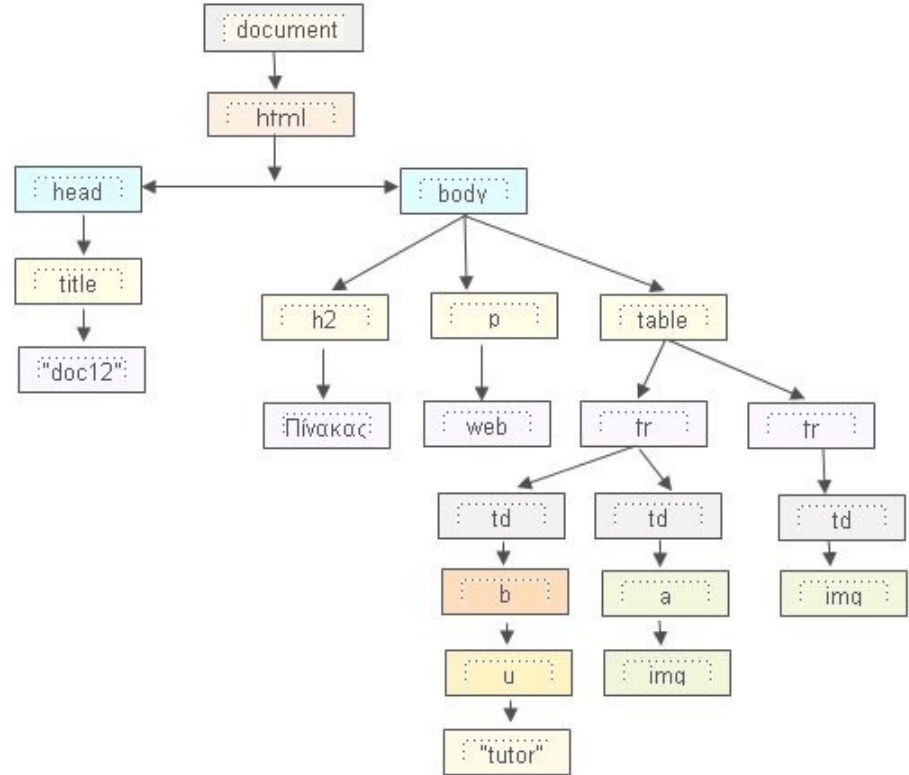 document
html
head
body
title
h2
p
table
"doc12"
Πίνακας
web
tr
tr
td
td
td
b
a
img
u
img
"tutor"